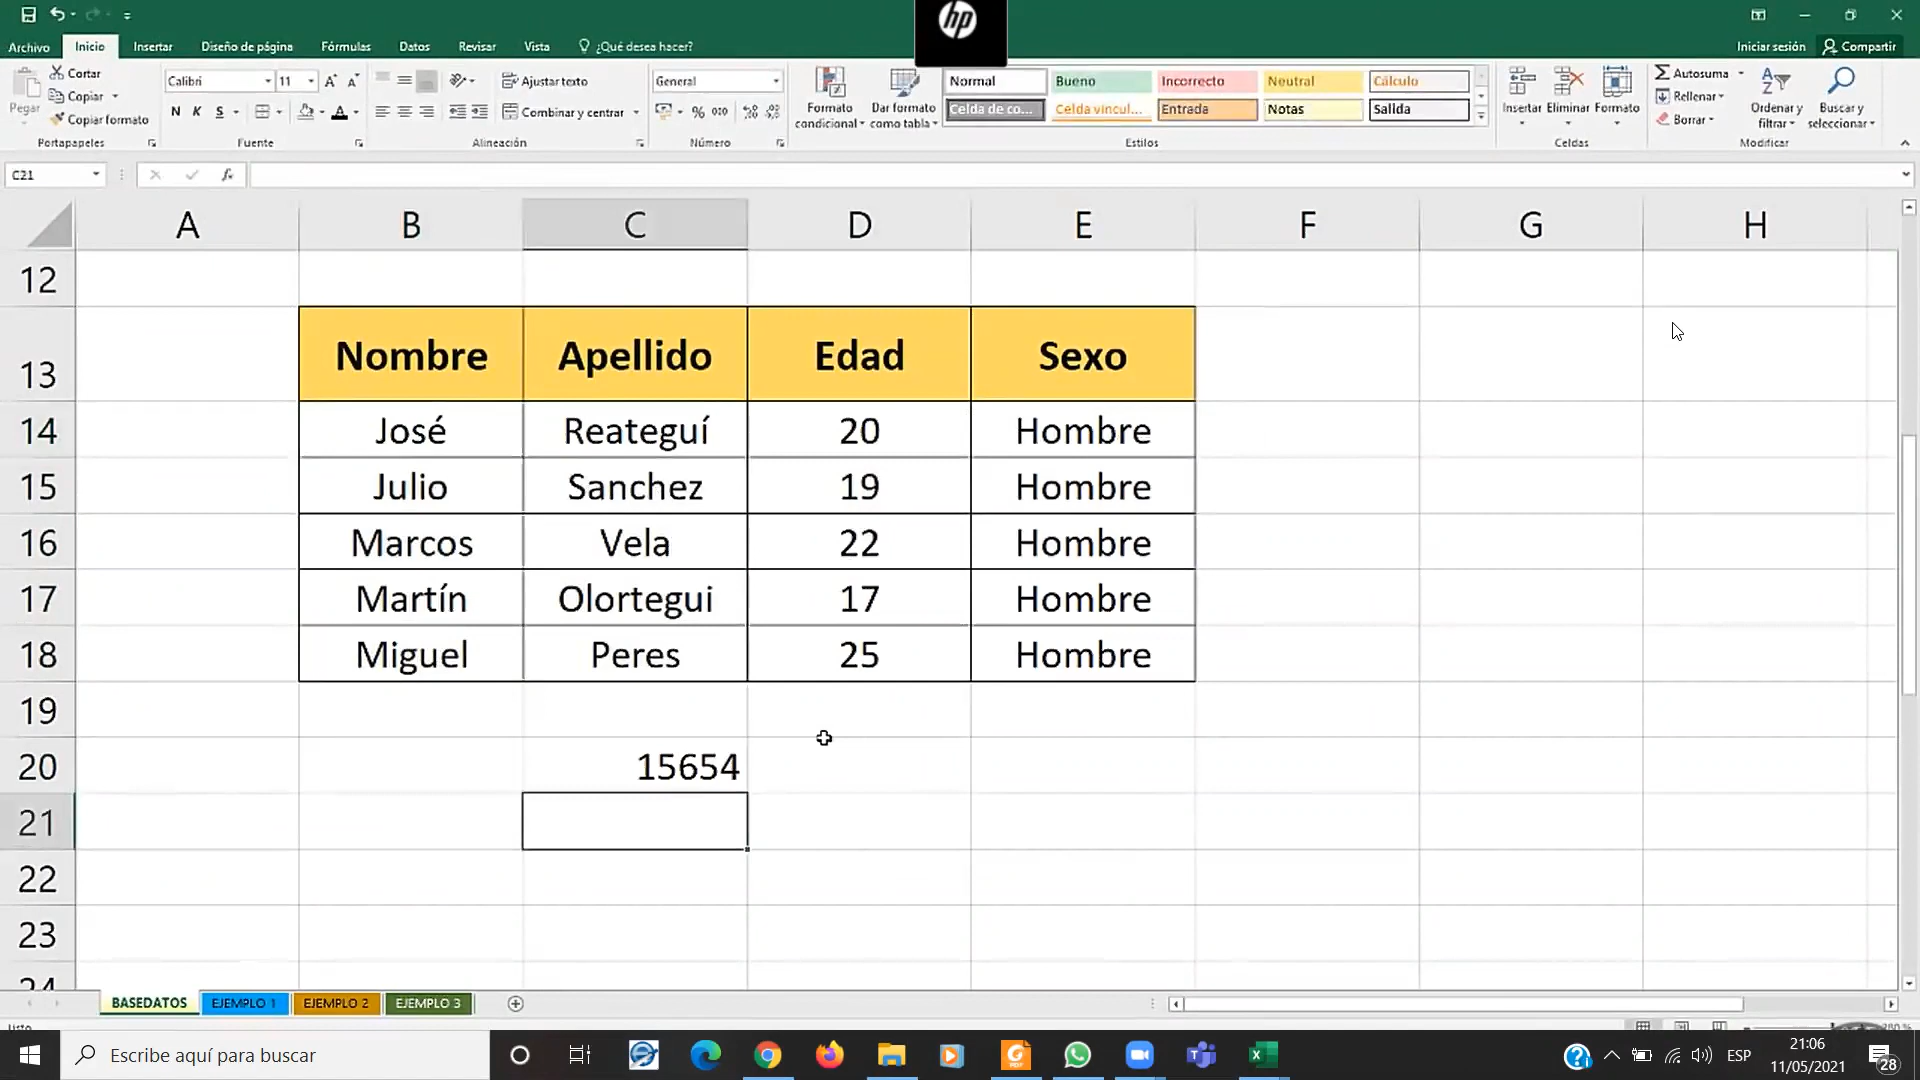 hp
Archivo Inicio Insertar Diseño de página Fórmulas Datos Revisar Vista ¿Qué desea hacer? Iniciar sesión Compartir
Pegar Cortar Copiar Copiar formato Portapapeles
Calibri 11 N K S Fuente
Ajustar texto Combinar y centrar Alineación
General % 000 Número
Formato condicional Dar formato como tabla
Normal Bueno Incorrecto Neutral Cálculo
Celda de co... Celda vincul... Entrada Notas Salida
Estilos
Insertar Eliminar Formato Celdas
Autosuma Rellenar Borrar Ordenar y filtrar Buscar y seleccionar Modificar
C21 fx
A B C D E F G H
12
13 Nombre Apellido Edad Sexo
14 José Reateguí 20 Hombre
15 Julio Sanchez 19 Hombre
16 Marcos Vela 22 Hombre
17 Martín Olortegui 17 Hombre
18 Miguel Peres 25 Hombre
19
20 15654
21
22
23
24
BASEDATOS EJEMPLO 1 EJEMPLO 2 EJEMPLO 3
Listo
Escribe aquí para buscar ESP 21:06
11/05/2021 28